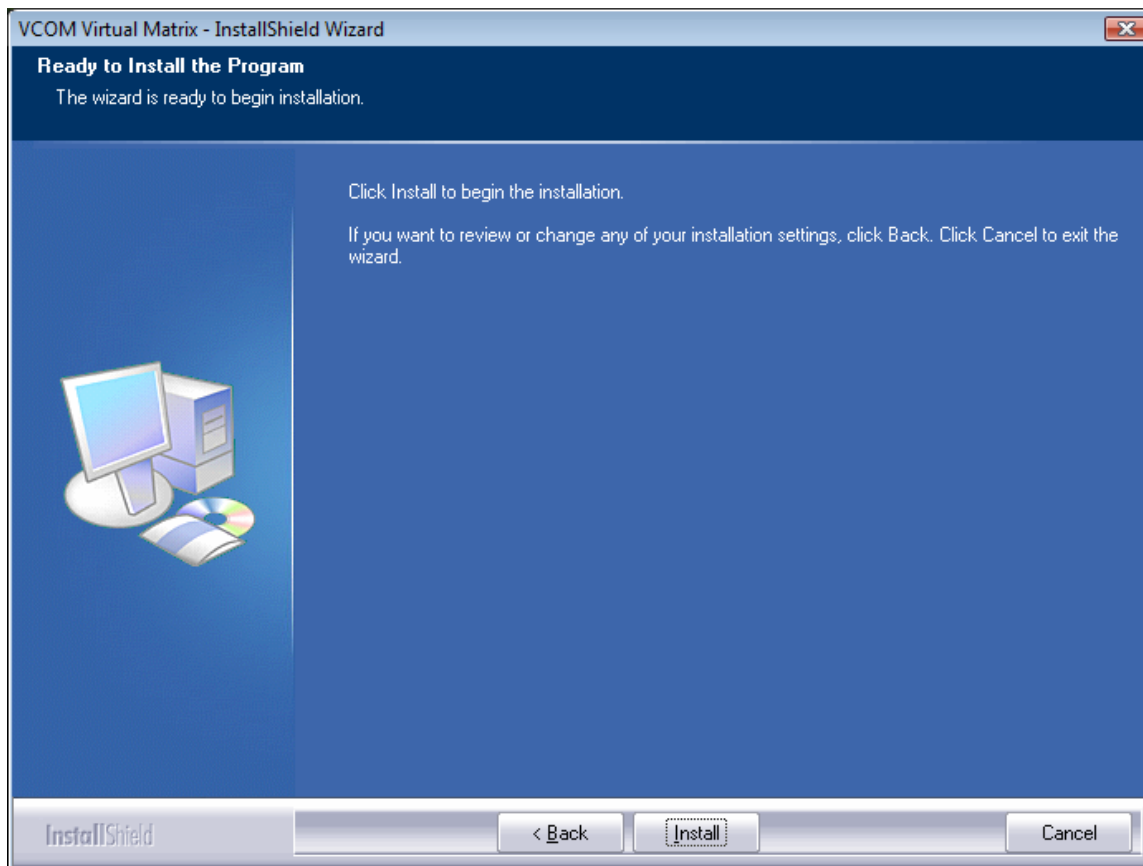 VCOM Virtual Matrix - InstallShield Wizard
Ready to Install the Program
The wizard is ready to begin installation.
Click Install to begin the installation.
If you want to review or change any of your installation settings, click Back. Click Cancel to exit the
wizard.
InstallShield
< Back
Install
Cancel